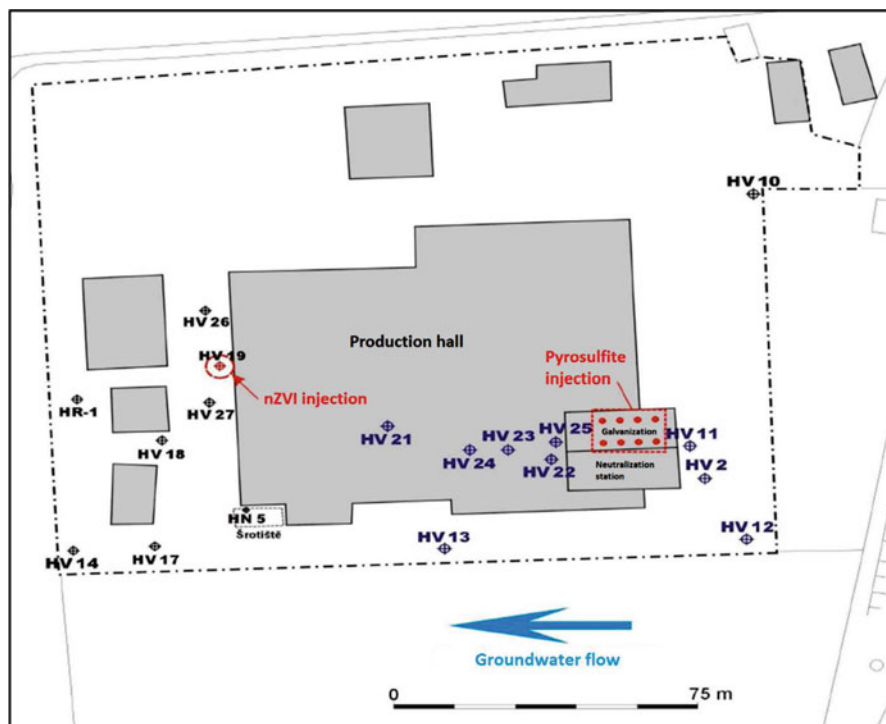 HV 10
HV 26
Production hall
HV 19
Pyrosulfite
injection
nZVI injection
HR-1
HV 27
HV 21
Galvanization
HV 25
HV 11
HV 23
HV 18
HV 24
HV 22
Neutralization
station
HV 2
HN 5
Šrotiště
HV 13
HV 12
HV 14
HV 17
Groundwater flow
0
75 m